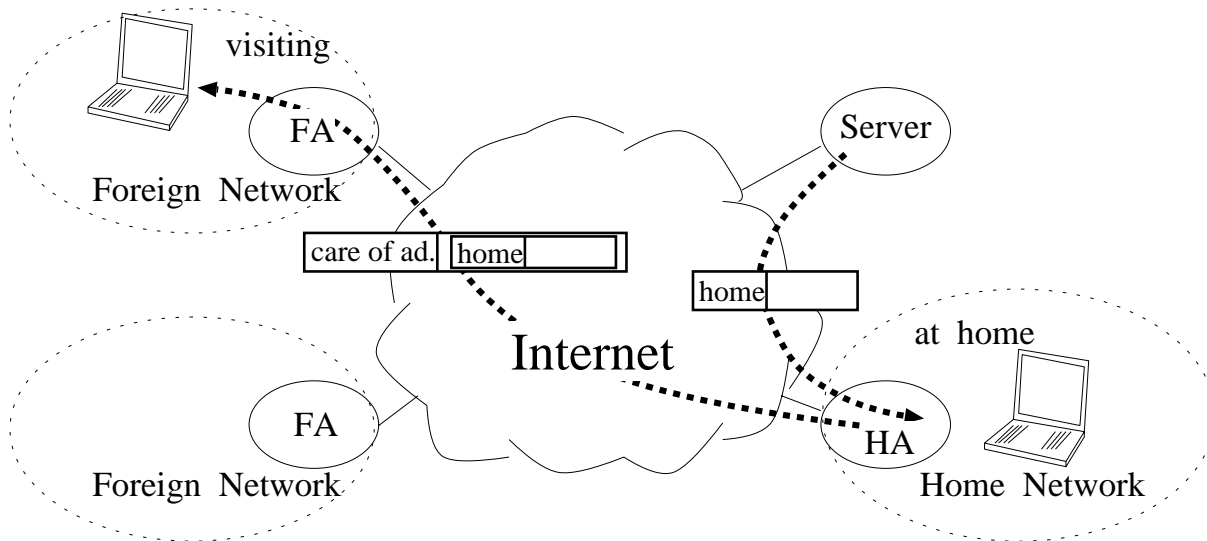 visiting
FA
Server
Foreign Network
care of ad.
home
home
Internet
at home
FA
HA
Foreign Network
Home Network